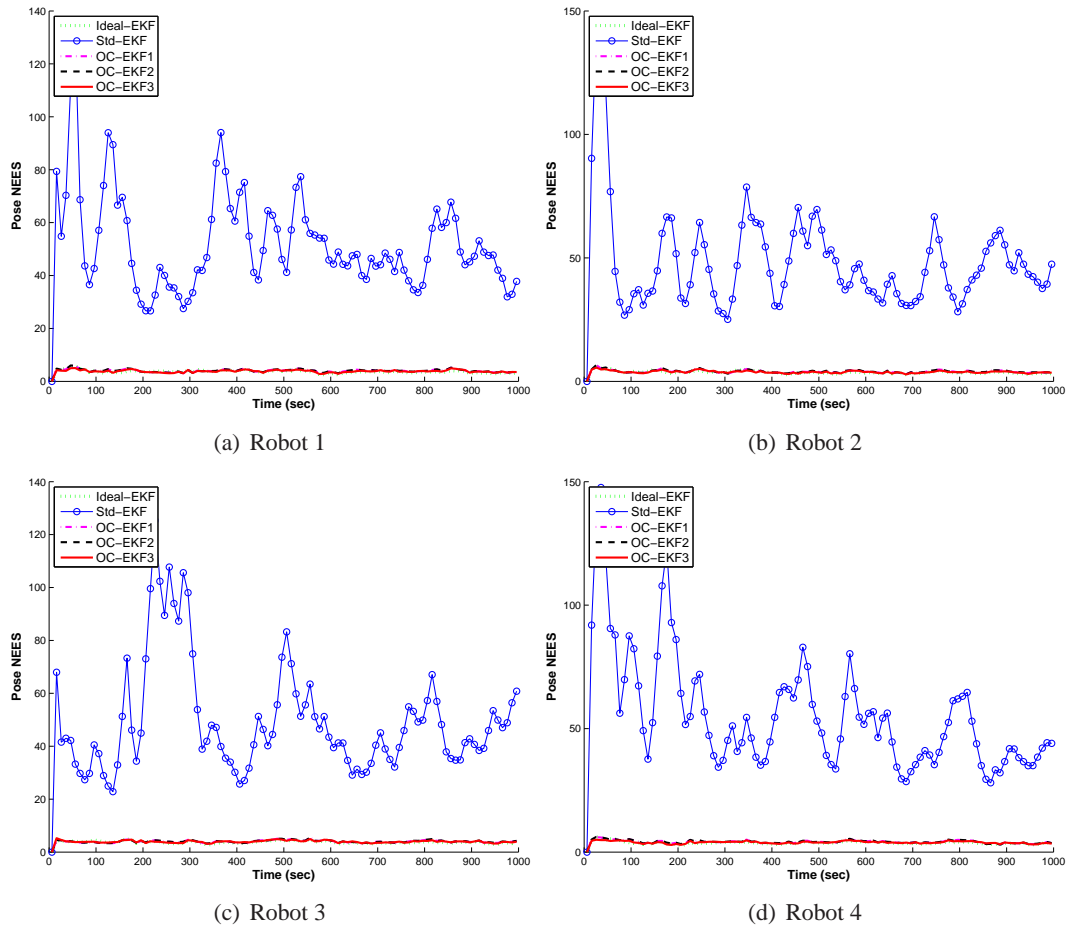 140
120
100
80
60
40
20
0
Pose NEES
Ideal−EKF
Std−EKF
OC−EKF1
OC−EKF2
OC−EKF3
0 100 200 300 400 500 600 700 800 900 1000
Time (sec)
(a) Robot 1
150
100
50
0
Pose NEES
Ideal−EKF
Std−EKF
OC−EKF1
OC−EKF2
OC−EKF3
0 100 200 300 400 500 600 700 800 900 1000
Time (sec)
(b) Robot 2
140
120
100
80
60
40
20
0
Pose NEES
Ideal−EKF
Std−EKF
OC−EKF1
OC−EKF2
OC−EKF3
0 100 200 300 400 500 600 700 800 900 1000
Time (sec)
(c) Robot 3
150
100
50
0
Pose NEES
Ideal−EKF
Std−EKF
OC−EKF1
OC−EKF2
OC−EKF3
0 100 200 300 400 500 600 700 800 900 1000
Time (sec)
(d) Robot 4